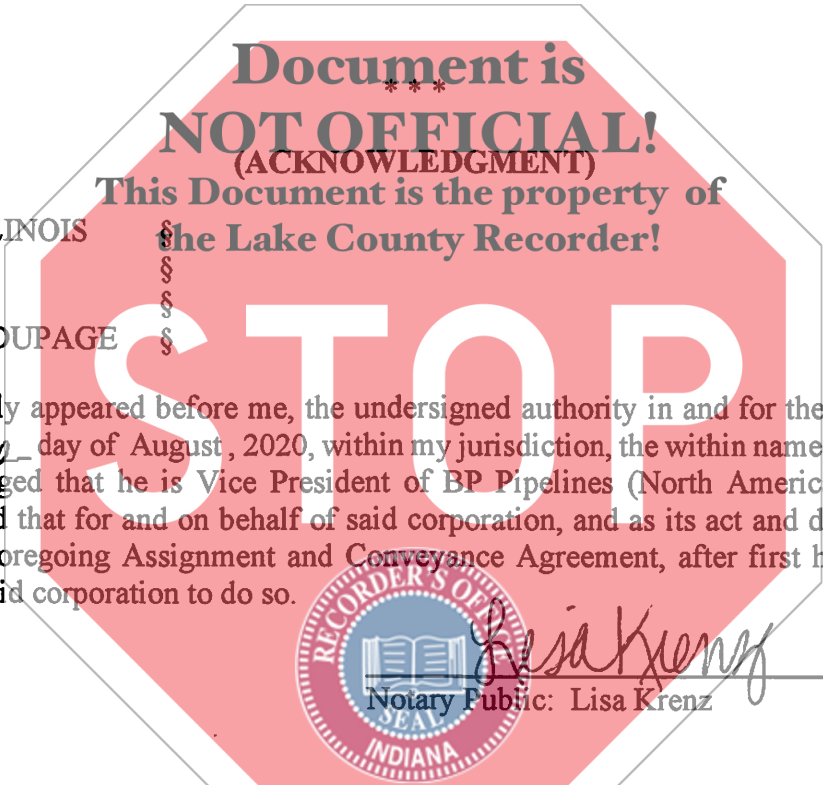 Document is
* * *
NOT OFFICIAL!
(ACKNOWLEDGMENT)
This Document is the property of
LINOIS §
the Lake County Recorder!
§
§
DUPAGE §
STOP
ly appeared before me, the undersigned authority in and for the
day of August , 2020, within my jurisdiction, the within name
ged that he is Vice President of BP Pipelines (North Americ
d that for and on behalf of said corporation, and as its act and d
oregoing Assignment and Conveyance Agreement, after first h
id corporation to do so.
RECORDER'S OFFICE
Lisa Krenz
Notary Public: Lisa Krenz
SEAL
INDIANA